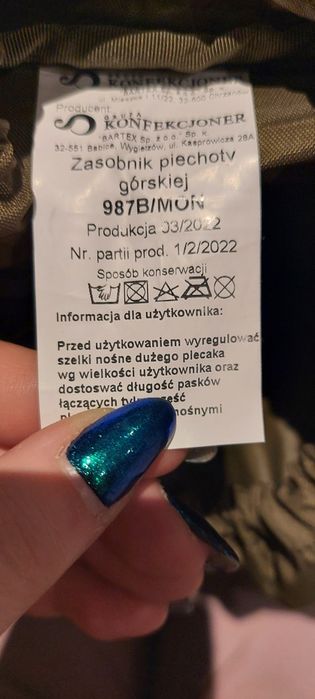 KONFEKCJONER
Producent
GRUPA
KONFEKCJONER
"BARTEX Sp. z o.o." Sp. k.
32-551 Babice, Wygiełzów, ul. Kasprowicza 28A
Zasobnik piechoty
górskiej
987B/MON
Produkcja 03/2022
Nr. partii prod. 1/2/2022
Sposób konserwacji
Informacja dla użytkownika:
Przed użytkowaniem wyregulować
szelki nośne dużego plecaka
wg wielkości użytkownika oraz
dostosować długość pasków
łączących